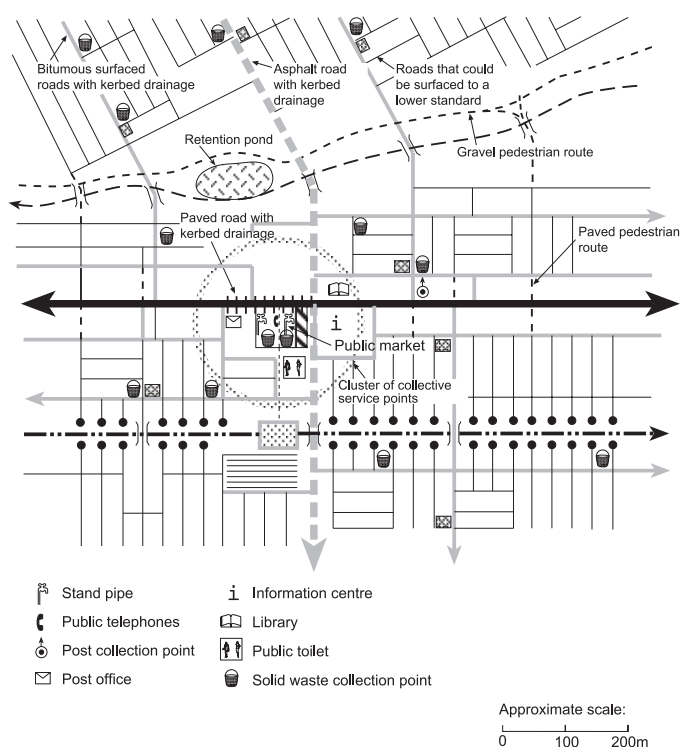 Bitumous surfaced
roads with kerbed drainage
Asphalt road
with kerbed
drainage
Roads that could
be surfaced to a
lower standard
Retention pond
Gravel pedestrian route
Paved road with
kerbed drainage
Paved pedestrian
route
i
Public market
Cluster of collective
service points
Stand pipe
Public telephones
Post collection point
Post office
i Information centre
Library
Public toilet
Solid waste collection point
Approximate scale:
0 100 200m